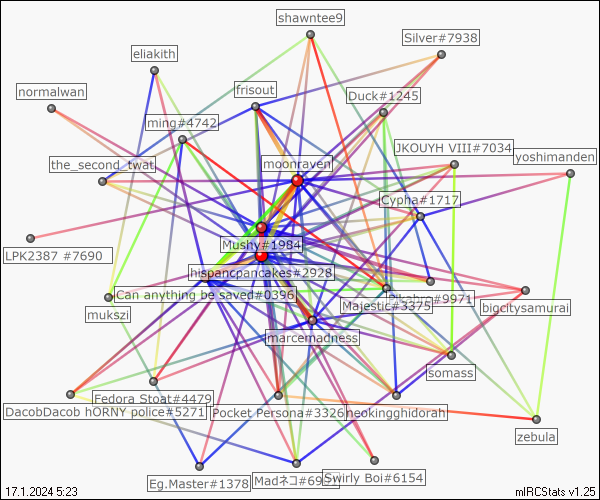 shawntee9
Silver#7938
eliakith
normalwan
frisout
Duck#1245
ming#4742
JKOUYH VIII#7034
the_second_twat
moonraven
yoshimanden
Cypha#1717
Mushy#1984
LPK2387 #7690
hispancpancakes#2928
Can anything be saved#0396
#9971
Majestic#3375
mukszi
bigcitysamurai
marcemadness
somass
Fedora Stoat#4479
DacobDacob hORNY police#5271
Pocket Persona#3326
neokingghidorah
zebula
Eg.Master#1378
Madネコ#69
Swirly Boi#6154
17.1.2024 5:23
mIRCStats v1.25